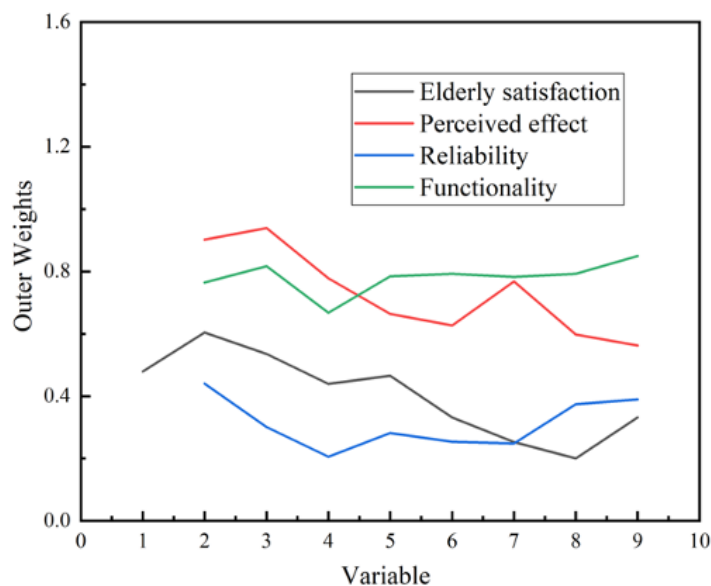 1.6
1.2
0.8
0.4
0.0
Outer Weights
Elderly satisfaction
Perceived effect
Reliability
Functionality
0 1 2 3 4 5 6 7 8 9 10
Variable